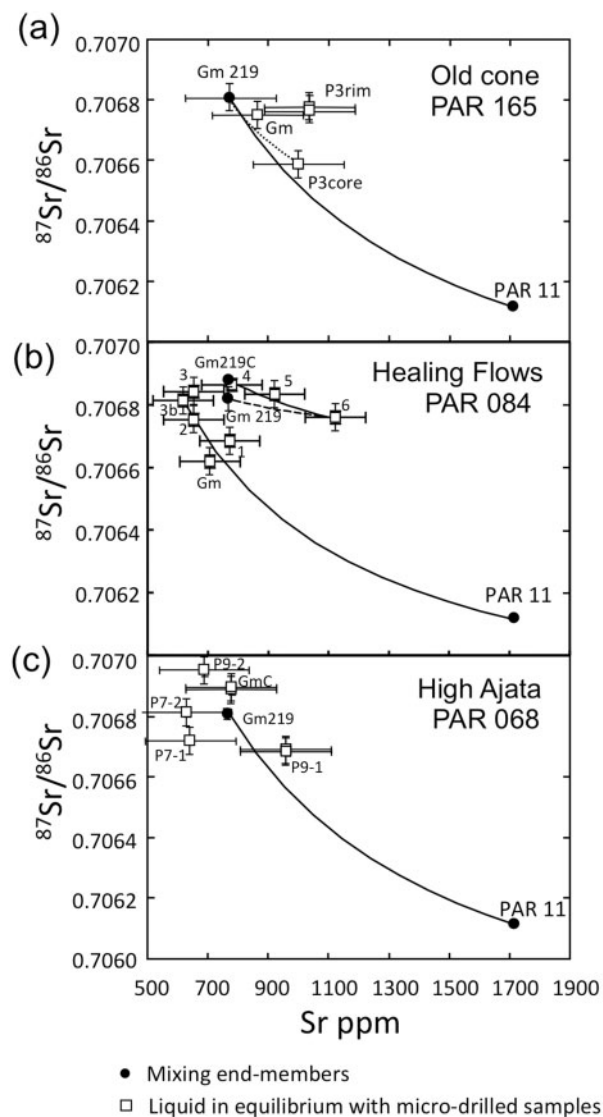 (a)
0.7070
0.7068
0.7066
0.7064
0.7062
87Sr/86Sr
Gm 219
P3rim
Gm
P3core
PAR 11
Old cone
PAR 165
(b)
0.7070
0.7068
0.7066
0.7064
0.7062
87Sr/86Sr
Gm219C
3
4
5
3b1
Gm 219
6
2
1
Gm
PAR 11
Healing Flows
PAR 084
(c)
0.7070
0.7068
0.7066
0.7064
0.7062
0.7060
87Sr/86Sr
P9-2
GmC
P7-2
Gm219
P7-1
P9-1
PAR 11
High Ajata
PAR 068
500 700 900 1100 1300 1500 1700 1900
Sr ppm
Mixing end-members
Liquid in equilibrium with micro-drilled samples